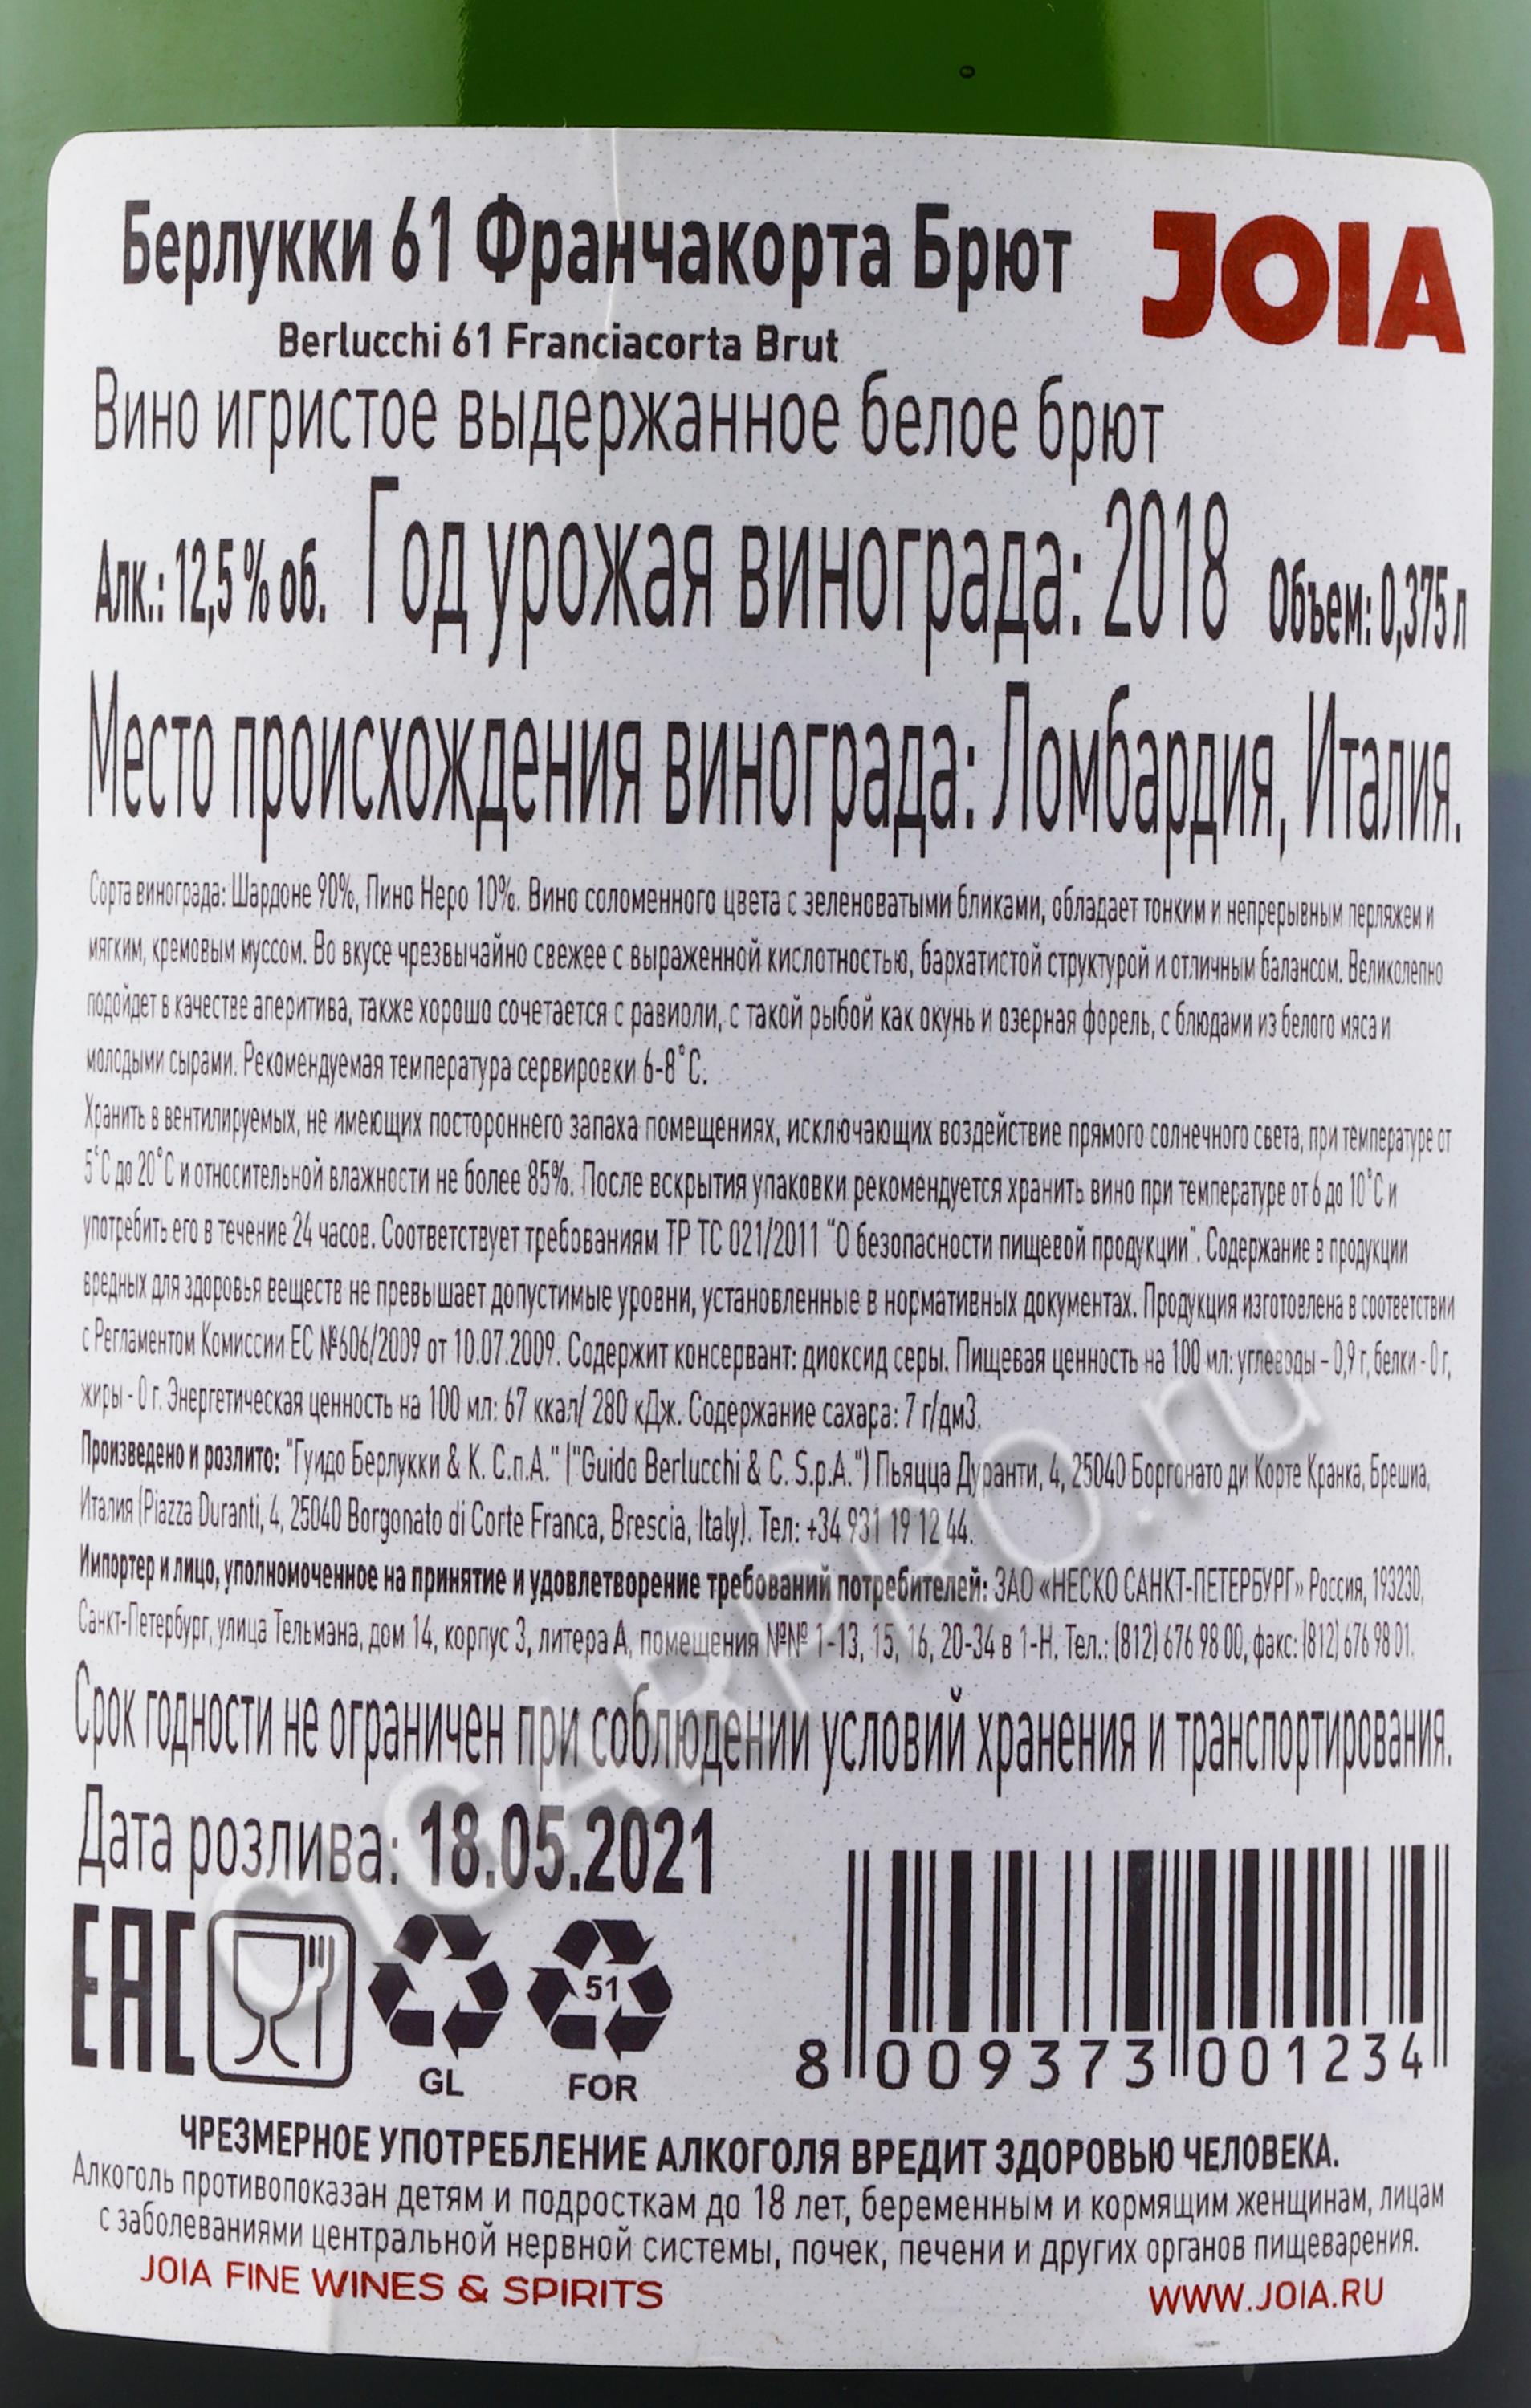 Берлукки 61 Франчакорта Брют
JOIA
Berlucchi 61 Franciacorta Brut
Вино игристое выдержанное белое брют
Алк.: 12,5 % об. Год урожая винограда: 2018 Объем: 0,375 л
Место происхождения винограда: Ломбардия, Италия.
Сорта винограда: Шардоне 90%, Пино Неро 10%. Вино соломенного цвета с зеленоватыми бликами, обладает тонким и непрерывным перляжем и
мягким, кремовым муссом. Во вкусе чрезвычайно свежее с выраженной кислотностью, бархатистой структурой и отличным балансом. Великолепно
подойдет в качестве аперитива, также хорошо сочетается с равиоли, с такой рыбой как окунь и озерная форель, с блюдами из белого мяса и
молодыми сырами. Рекомендуемая температура сервировки 6-8˚С.
Хранить в вентилируемых, не имеющих постороннего запаха помещениях, исключающих воздействие прямого солнечного света, при температуре от
5˚С до 20˚С и относительной влажности не более 85%. После вскрытия упаковки рекомендуется хранить вино при температуре от 6 до 10˚С и
употребить его в течение 24 часов. Соответствует требованиям ТР ТС 021/2011 "О безопасности пищевой продукции". Содержание в продукции
вредных для здоровья веществ не превышает допустимые уровни, установленные в нормативных документах. Продукция изготовлена в соответствии
с Регламентом Комиссии ЕС №606/2009 от 10.07.2009. Содержит консервант: диоксид серы. Пищевая ценность на 100 мл: углеводы – 0,9 г, белки - 0 г,
жиры - 0 г. Энергетическая ценность на 100 мл: 67 ккал/ 280 кДж. Содержание сахара: 7 г/дм3.
Произведено и розлито: "Гуидо Берлукки & К. С.п.А." ("Guido Berlucchi & C. S.p.A.") Пьяцца Дуранти, 4, 25040 Боргонато ди Корте Кранка, Брешиа,
Италия (Piazza Duranti, 4, 25040 Borgonato di Corte Franca, Brescia, Italy). Тел: +34 931 19 12 44.
Импортер и лицо, уполномоченное на принятие и удовлетворение требований потребителей: ЗАО «НЕСКО САНКТ-ПЕТЕРБУРГ» Россия, 193230,
Санкт-Петербург, улица Тельмана, дом 14, корпус 3, литера А, помещения №№ 1-13, 15, 16, 20-34 в 1-Н. Тел.: (812) 676 98 00, факс: (812) 676 98 01.
Срок годности не ограничен при соблюдении условий хранения и транспортирования.
Дата розлива: 18.05.2021
EAC
51
GL FOR
8 009373 001234
ЧРЕЗМЕРНОЕ УПОТРЕБЛЕНИЕ АЛКОГОЛЯ ВРЕДИТ ЗДОРОВЬЮ ЧЕЛОВЕКА.
Алкоголь противопоказан детям и подросткам до 18 лет, беременным и кормящим женщинам, лицам
с заболеваниями центральной нервной системы, почек, печени и других органов пищеварения.
JOIA FINE WINES & SPIRITS
WWW.JOIA.RU
CIGARPRO.ru